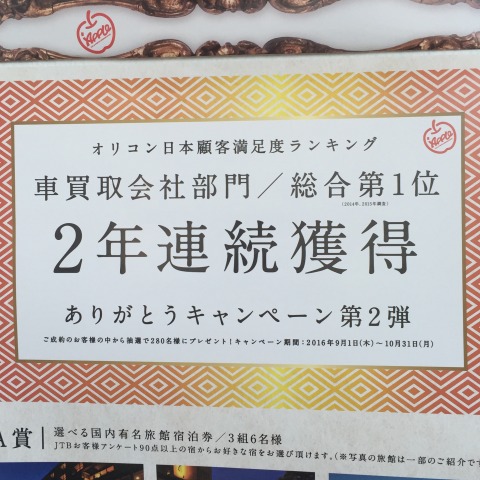 Apple
オリコン日本顧客満足度ランキング
Apple
車買取会社部門／総合第1位
(2014年、2015年調査)
2年連続獲得
ありがとうキャンペーン第2弾
ご成約のお客様の中から抽選で280名様にプレゼント！キャンペーン期間：2016年9月1日(木)～10月31日(月)
A賞｜選べる国内有名旅館宿泊券／3組6名様
JTBお客様アンケート90点以上の宿からお好きな宿をお選び頂けます。(※写真の旅館は一部のご紹介です